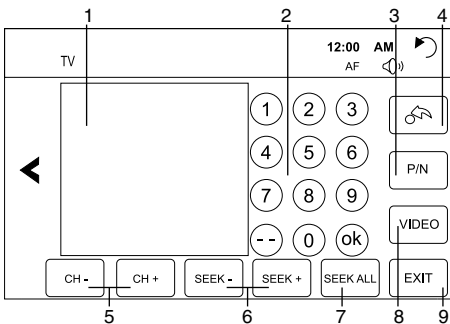 1 2 3 4
12:00 AM
TV AF
1 2 3
4 5 6 P/N
7 8 9
-- 0 ok VIDEO
CH - CH + SEEK - SEEK + SEEK ALL EXIT
5 6 7 8 9